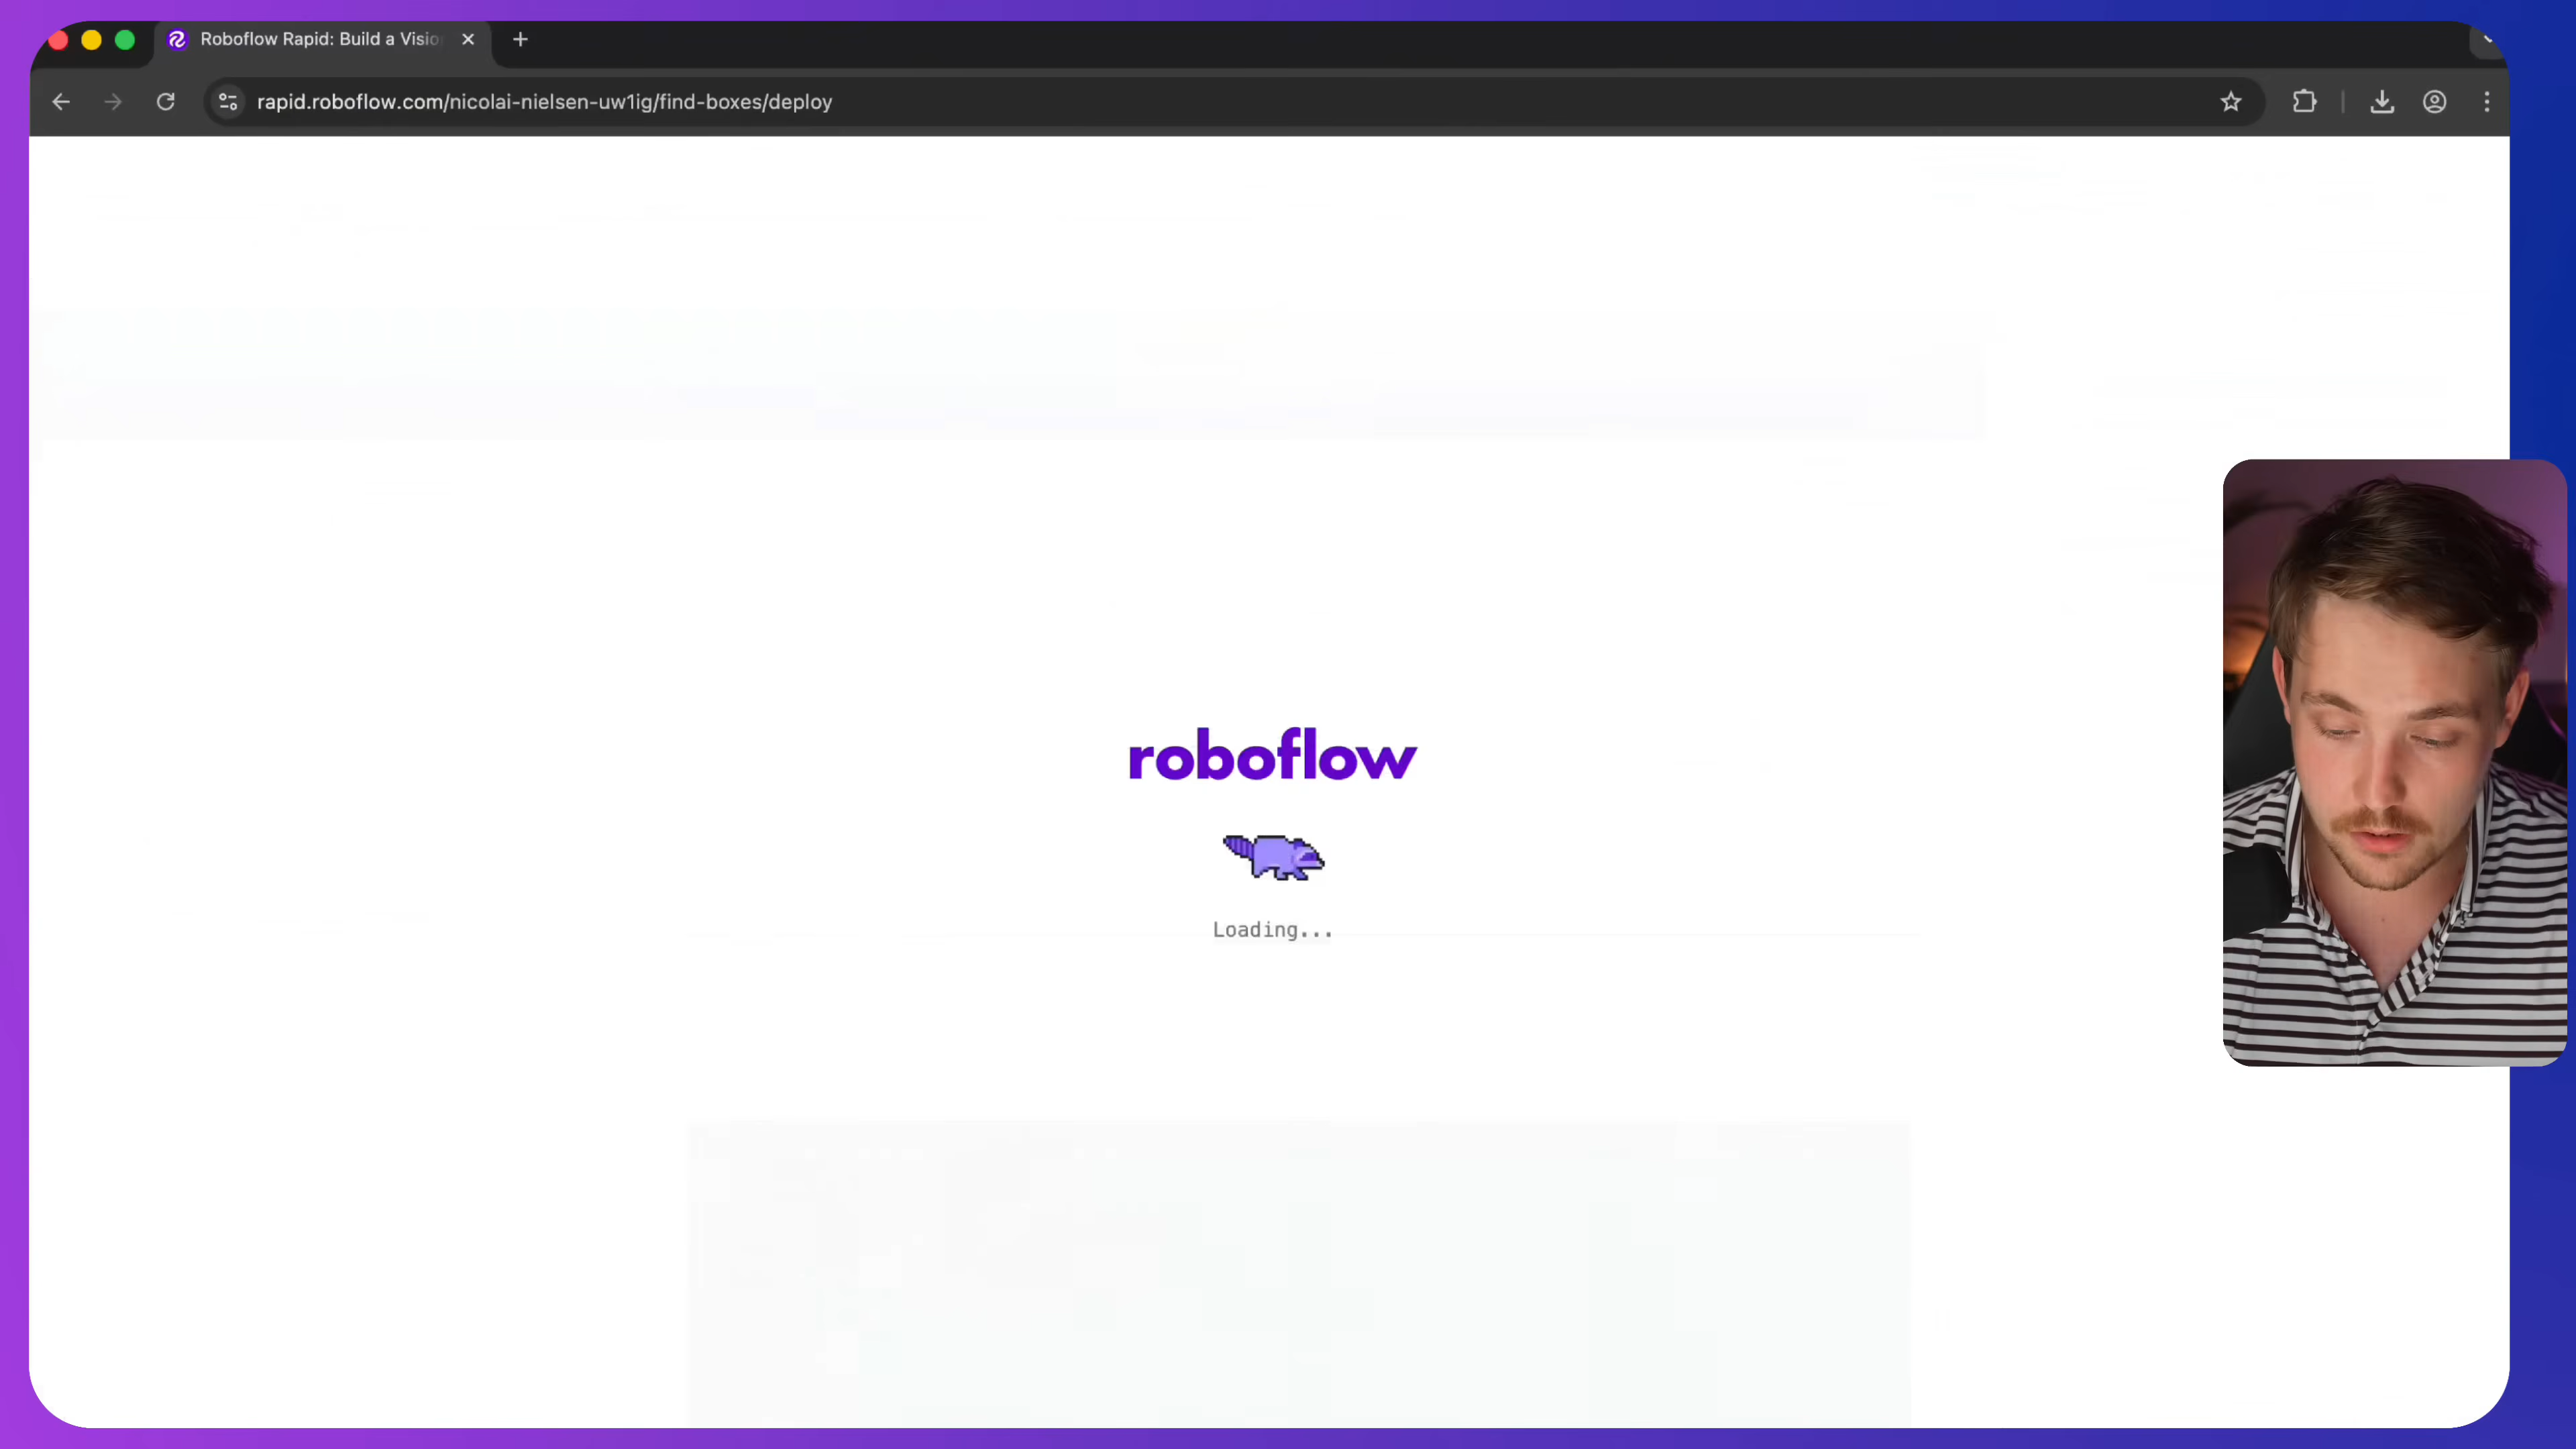 Roboflow Rapid: Build a Visio
rapid.roboflow.com/nicolai-nielsen-uw1ig/find-boxes/deploy
roboflow
Loading...